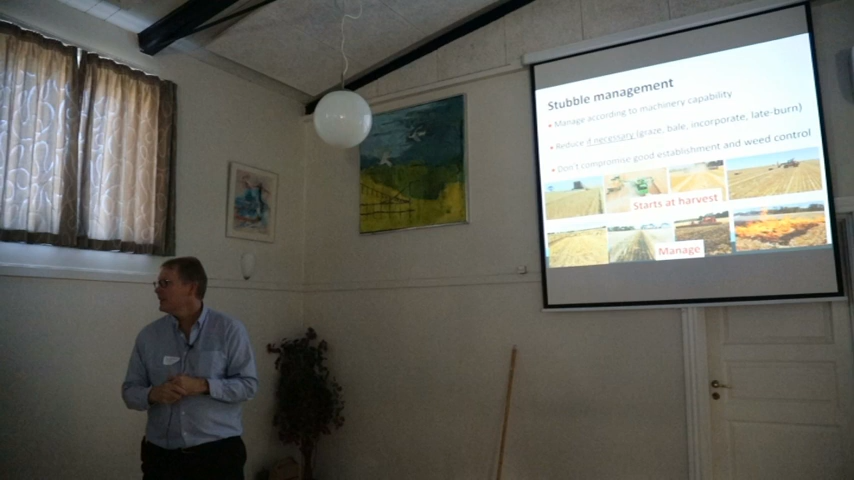 Stubble management
• Manage according to machinery capability
• Reduce if necessary (graze, bale, incorporate, late-burn)
• Don't compromise good establishment and weed control
Starts at harvest
Manage